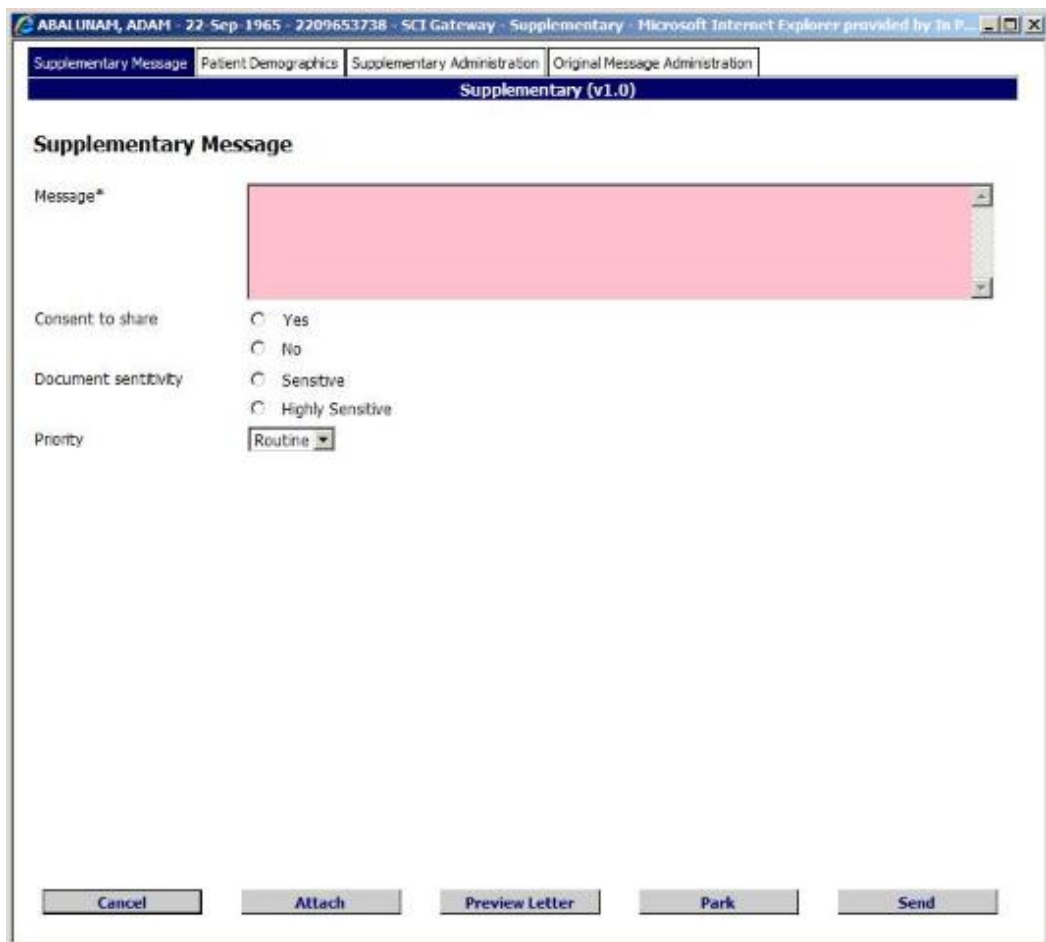 ABALUNAM, ADAM - 22-Sep-1965 - 2209653738 - SCI Gateway - Supplementary - Microsoft Internet Explorer provided by In P...
Supplementary Message Patient Demographics Supplementary Administration Original Message Administration
Supplementary (v1.0)
Supplementary Message
Message*
Consent to share Yes
No
Document sentitivity Sensitive
Highly Sensitive
Priority Routine
Cancel Attach Preview Letter Park Send